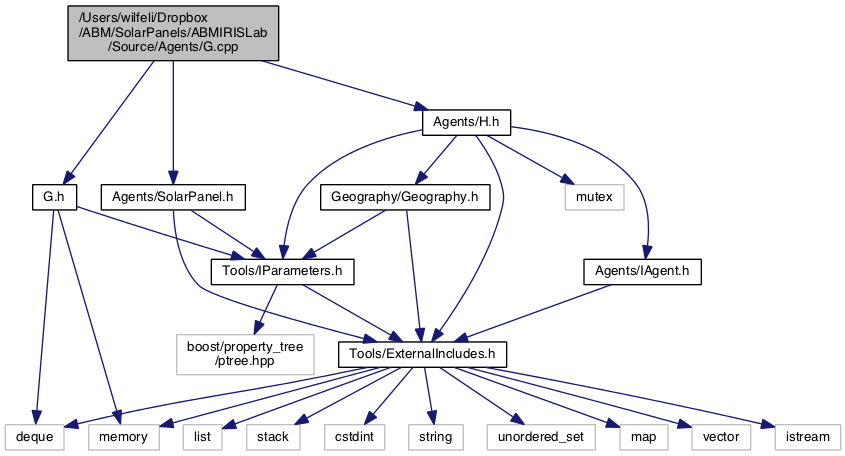 /Users/wilfeli/Dropbox
/ABM/SolarPanels/ABMIRISLab
/Source/Agents/G.cpp
Agents/H.h
G.h
Agents/SolarPanel.h
Geography/Geography.h
mutex
Tools/IParameters.h
Agents/IAgent.h
boost/property_tree
/ptree.hpp
Tools/ExternalIncludes.h
deque
memory
list
stack
cstdint
string
unordered_set
map
vector
istream